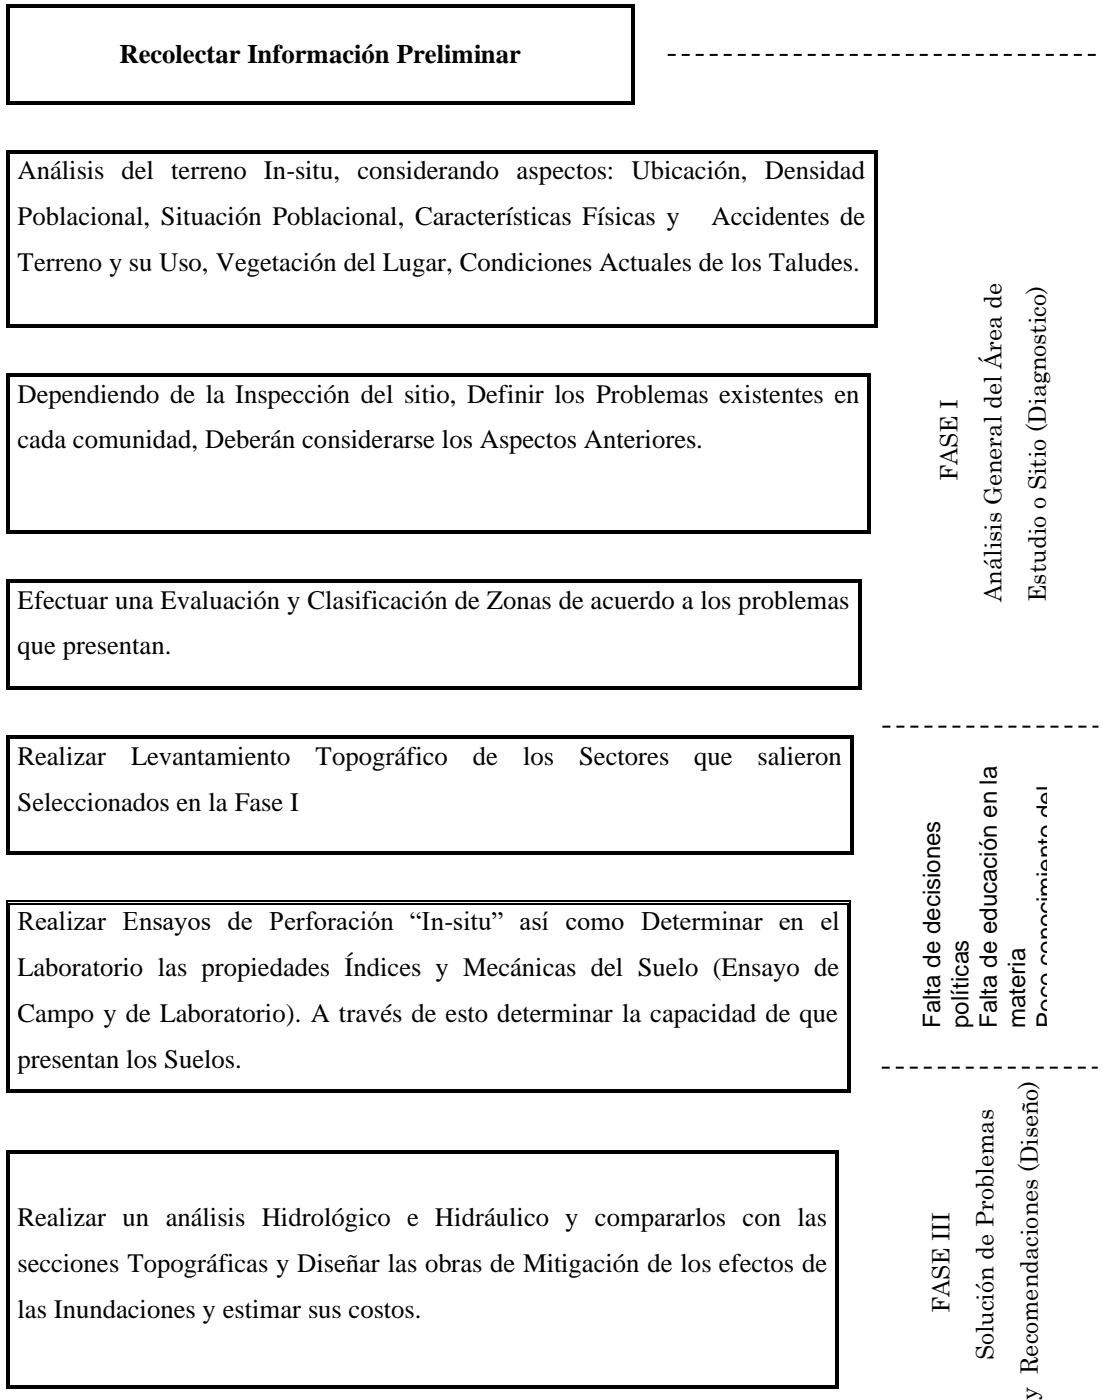 Recolectar Información Preliminar
Análisis del terreno In-situ, considerando aspectos: Ubicación, Densidad
Poblacional, Situación Poblacional, Características Físicas y Accidentes de
Terreno y su Uso, Vegetación del Lugar, Condiciones Actuales de los Taludes.
Dependiendo de la Inspección del sitio, Definir los Problemas existentes en
cada comunidad, Deberán considerarse los Aspectos Anteriores.
Efectuar una Evaluación y Clasificación de Zonas de acuerdo a los problemas
que presentan.
FASE I
Análisis General del Área de
Estudio o Sitio (Diagnostico)
Realizar Levantamiento Topográfico de los Sectores que salieron
Seleccionados en la Fase I
Realizar Ensayos de Perforación “In-situ” así como Determinar en el
Laboratorio las propiedades Índices y Mecánicas del Suelo (Ensayo de
Campo y de Laboratorio). A través de esto determinar la capacidad de que
presentan los Suelos.
Falta de decisiones
políticas
Falta de educación en la
materia
Poco conocimiento del
Realizar un análisis Hidrológico e Hidráulico y compararlos con las
secciones Topográficas y Diseñar las obras de Mitigación de los efectos de
las Inundaciones y estimar sus costos.
FASE III
Solución de Problemas
y Recomendaciones (Diseño)